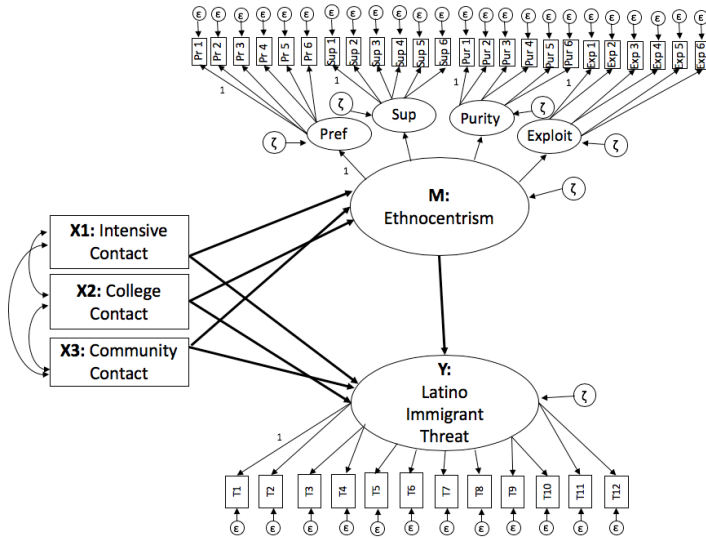 ε ε ε ε ε ε ε ε ε ε ε ε ε ε ε ε ε ε ε ε ε ε ε ε
Pr 1 Pr 2 Pr 3 Pr 4 Pr 5 Pr 6 Sup 1 Sup 2 Sup 3 Sup 4 Sup 5 Sup 6 Pur 1 Pur 2 Pur 3 Pur 4 Pur 5 Pur 6 Exp 1 Exp 2 Exp 3 Exp 4 Exp 5 Exp 6
1 1 1 1
ζ Sup Purity ζ
ζ Pref Exploit ζ
1
M:
Ethnocentrism
ζ
X1: Intensive
Contact
X2: College
Contact
X3: Community
Contact
Y:
Latino
Immigrant
Threat
ζ
1
T1 T2 T3 T4 T5 T6 T7 T8 T9 T10 T11 T12
ε ε ε ε ε ε ε ε ε ε ε ε